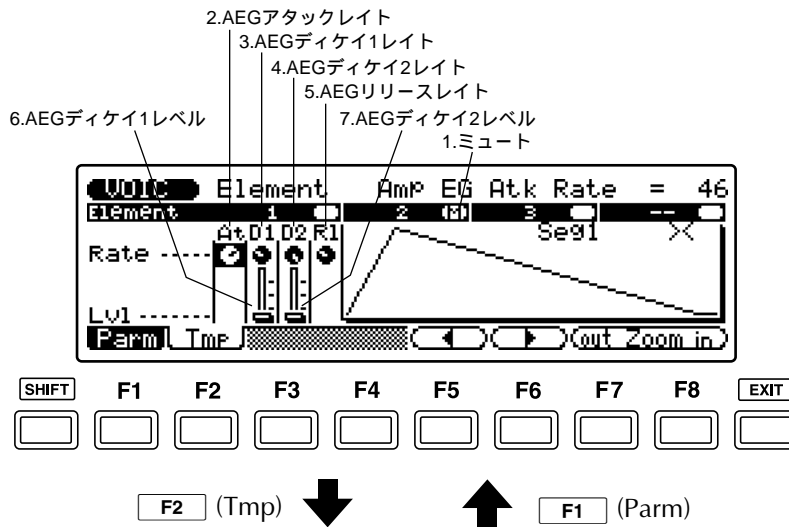 2.AEGアタックレイト
3.AEGディケイ1レイト
4.AEGディケイ2レイト
5.AEGリリースレイト
6.AEGディケイ1レベル
7.AEGディケイ2レベル
1.ミュート
VOIC Element Amp EG Atk Rate = 46
Element 1 2 (M) 3 --
At D1 D2 Rl Seg1
Rate -----
Lvl -----
Parm Tmp out Zoom in
SHIFT F1 F2 F3 F4 F5 F6 F7 F8 EXIT
F2 (Tmp) F1 (Parm)